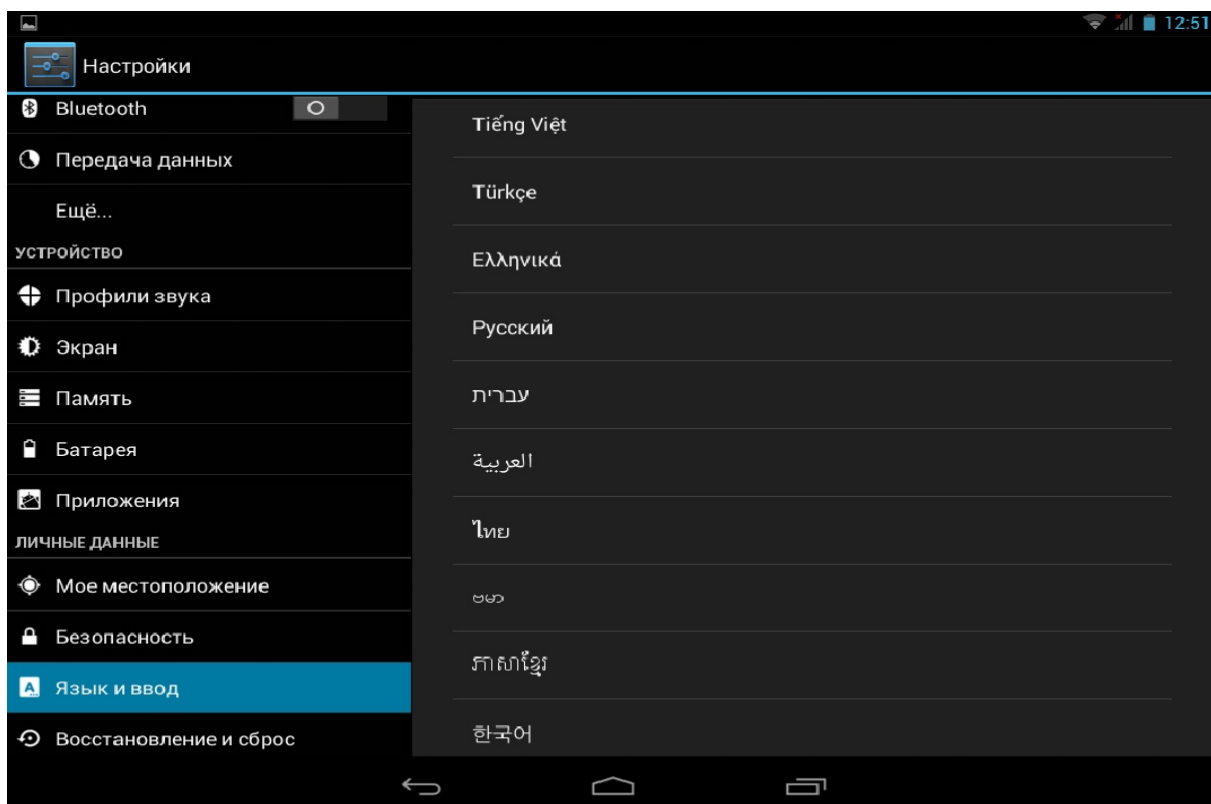 12:51
Настройки
Bluetooth
Передача данных
Ещё...
УСТРОЙСТВО
Профили звука
Экран
Память
Батарея
Приложения
ЛИЧНЫЕ ДАННЫЕ
Мое местоположение
Безопасность
Язык и ввод
Восстановление и сброс
Tiếng Việt
Türkçe
Ελληνικά
Русский
עברית
العربية
ไทย
ဗမာ
ភាសាខ្មែរ
한국어